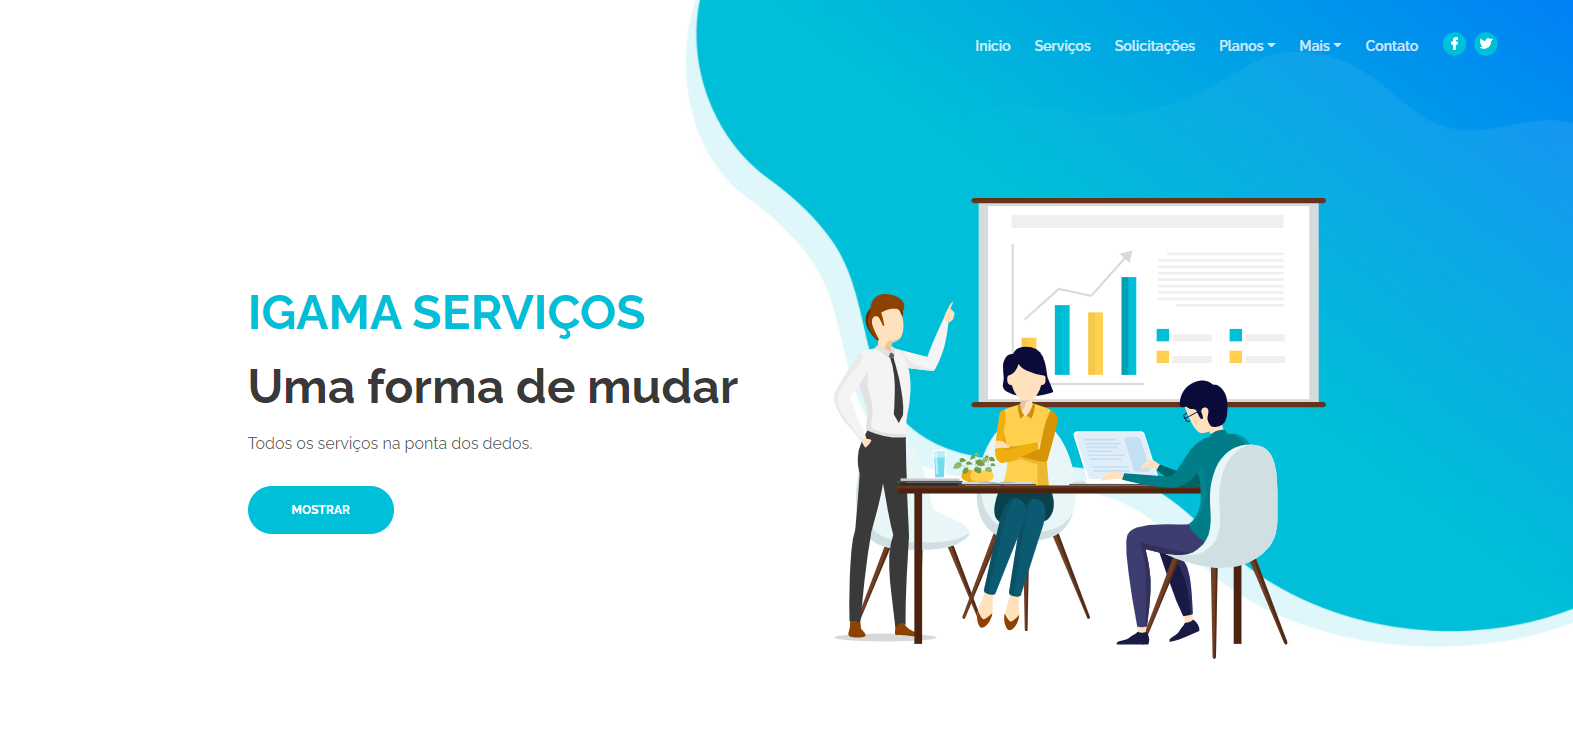 Inicio Serviços Solicitações Planos Mais Contato
IGAMA SERVIÇOS
Uma forma de mudar
Todos os serviços na ponta dos dedos.
MOSTRAR